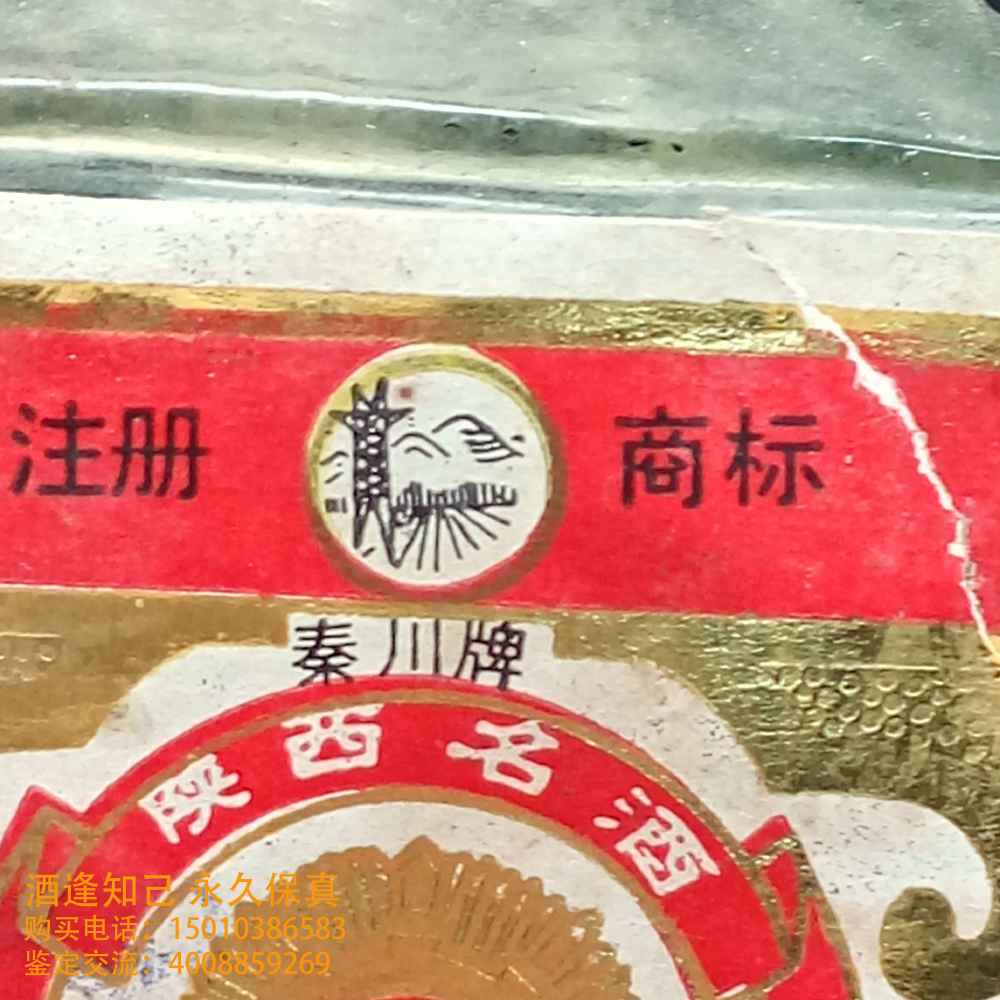 注册 商标
秦川牌
陕西名酒
酒逢知己 永久保真
购买电话：15010386583
鉴定交流：4008859269